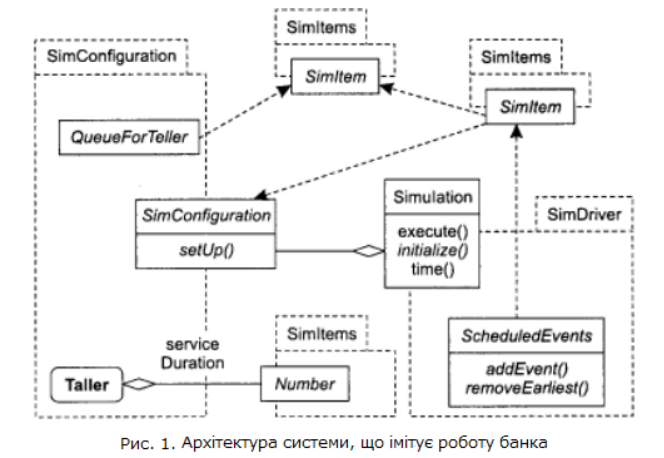 SimItems
SimConfiguration
SimItem
SimItems
SimItem
QueueForTeller
SimConfiguration
setUp()
Simulation
execute()
initialize()
time()
SimDriver
service
Duration
SimItems
Taller
Number
ScheduledEvents
addEvent()
removeEarliest()
Рис. 1. Архітектура системи, що імітує роботу банка